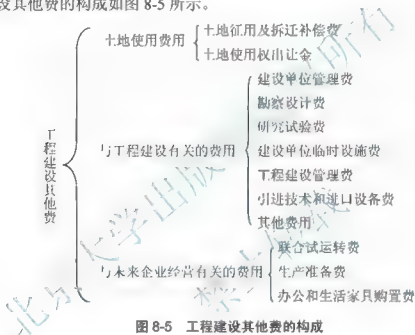 设其他费的构成如图 8-5 所示。
工程建设其他费
土地使用费用
土地征用及拆迁补偿费
土地使用权出让金
与工程建设有关的费用
建设单位管理费
勘察设计费
研究试验费
建设单位临时设施费
工程建设管理费
引进技术和进口设备费
其他费用
与未来企业经营有关的费用
联合试运转费
生产准备费
办公和生活家具购置费
图 8-5 工程建设其他费的构成